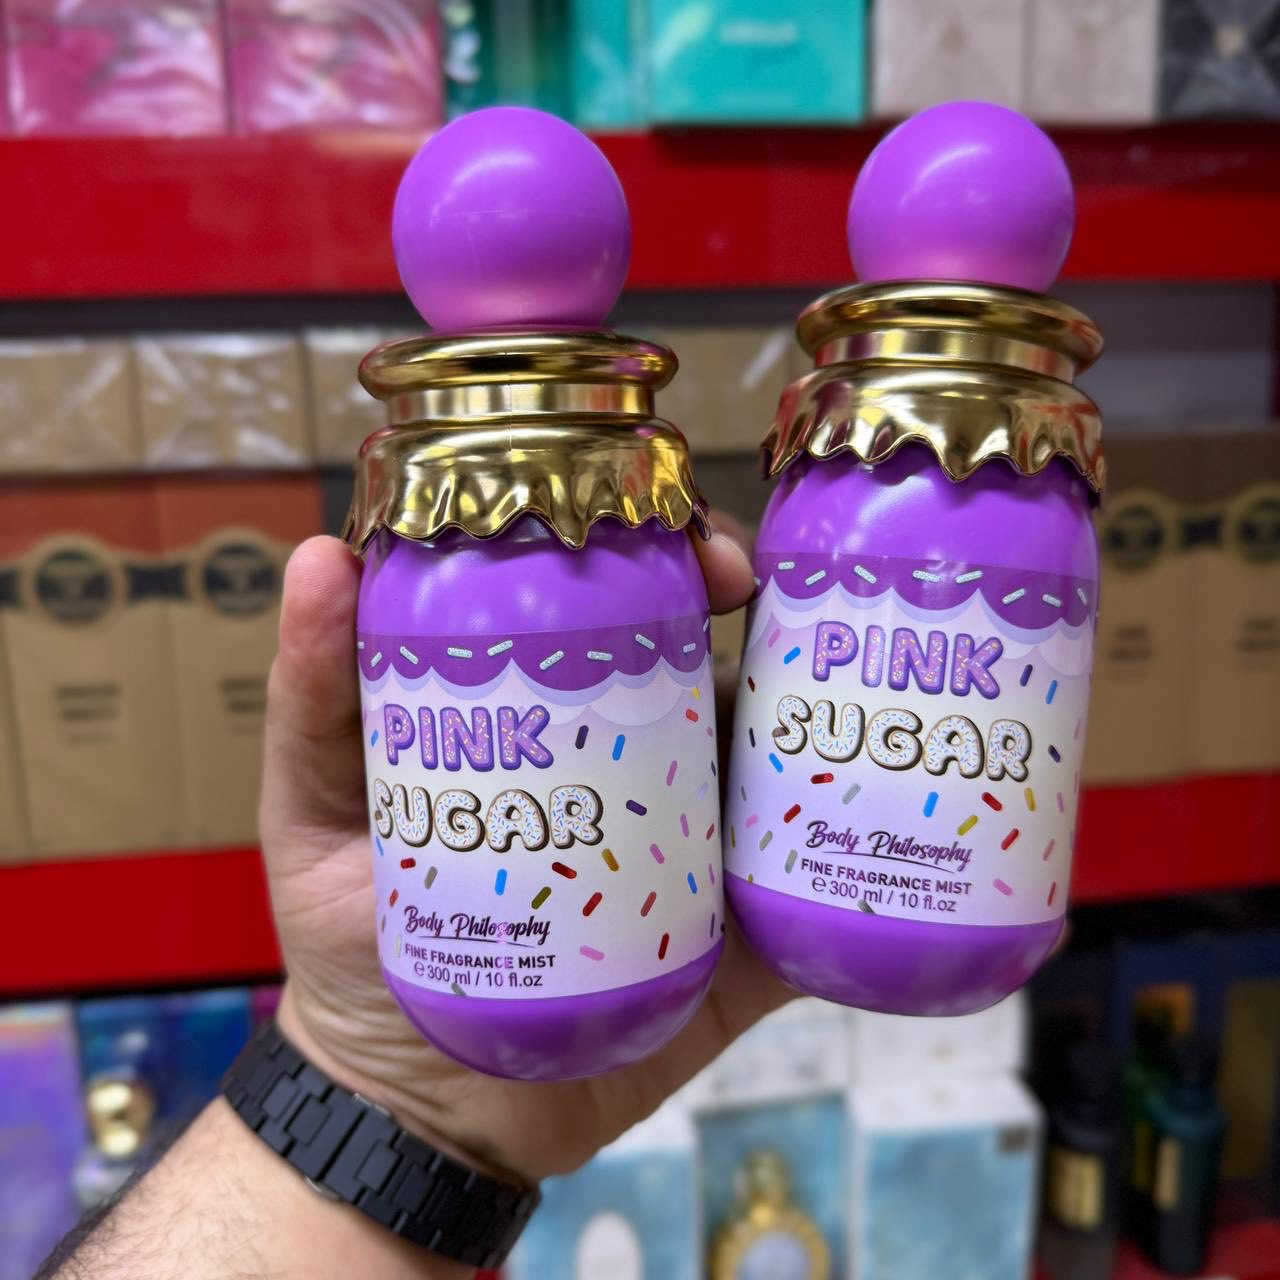 PINK
SUGAR
Body Philosophy
FINE FRAGRANCE MIST
℮ 300 ml / 10 fl.oz
PINK
SUGAR
Body Philosophy
FINE FRAGRANCE MIST
℮ 300 ml / 10 fl.oz